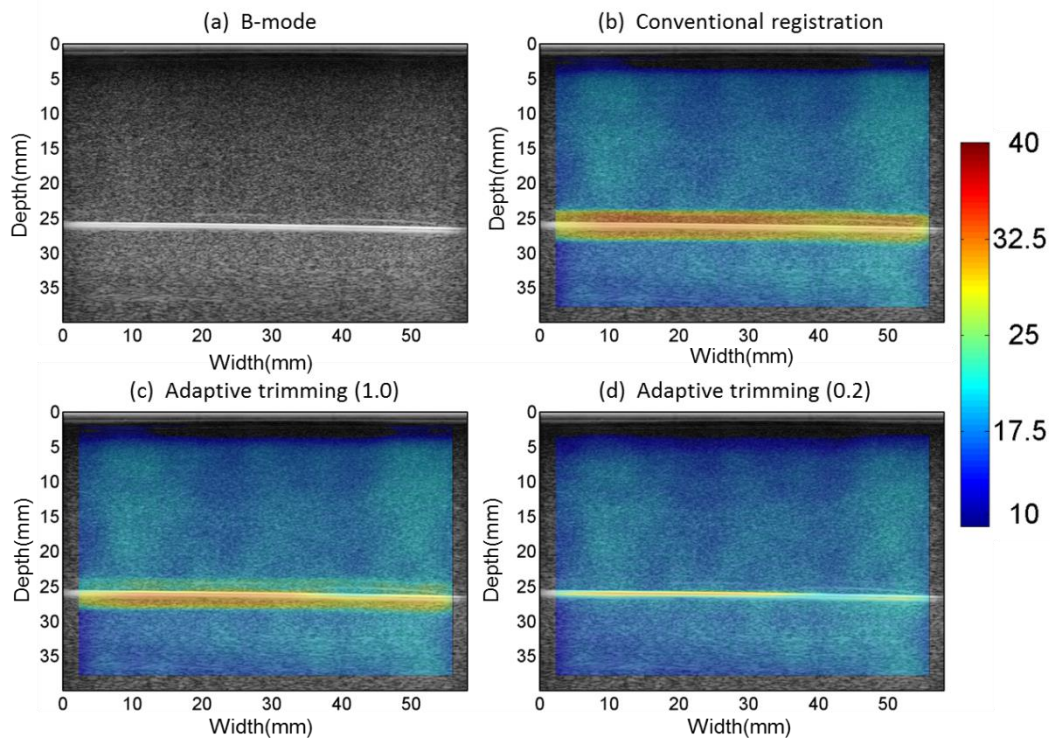 (a) B-mode
(b) Conventional registration
0
5
10
15
20
25
30
35
Depth(mm)
0 10 20 30 40 50
Width(mm)
0
5
10
15
20
25
30
35
Depth(mm)
0 10 20 30 40 50
Width(mm)
40
32.5
25
17.5
10
(c) Adaptive trimming (1.0)
(d) Adaptive trimming (0.2)
0
5
10
15
20
25
30
35
Depth(mm)
0 10 20 30 40 50
Width(mm)
0
5
10
15
20
25
30
35
Depth(mm)
0 10 20 30 40 50
Width(mm)